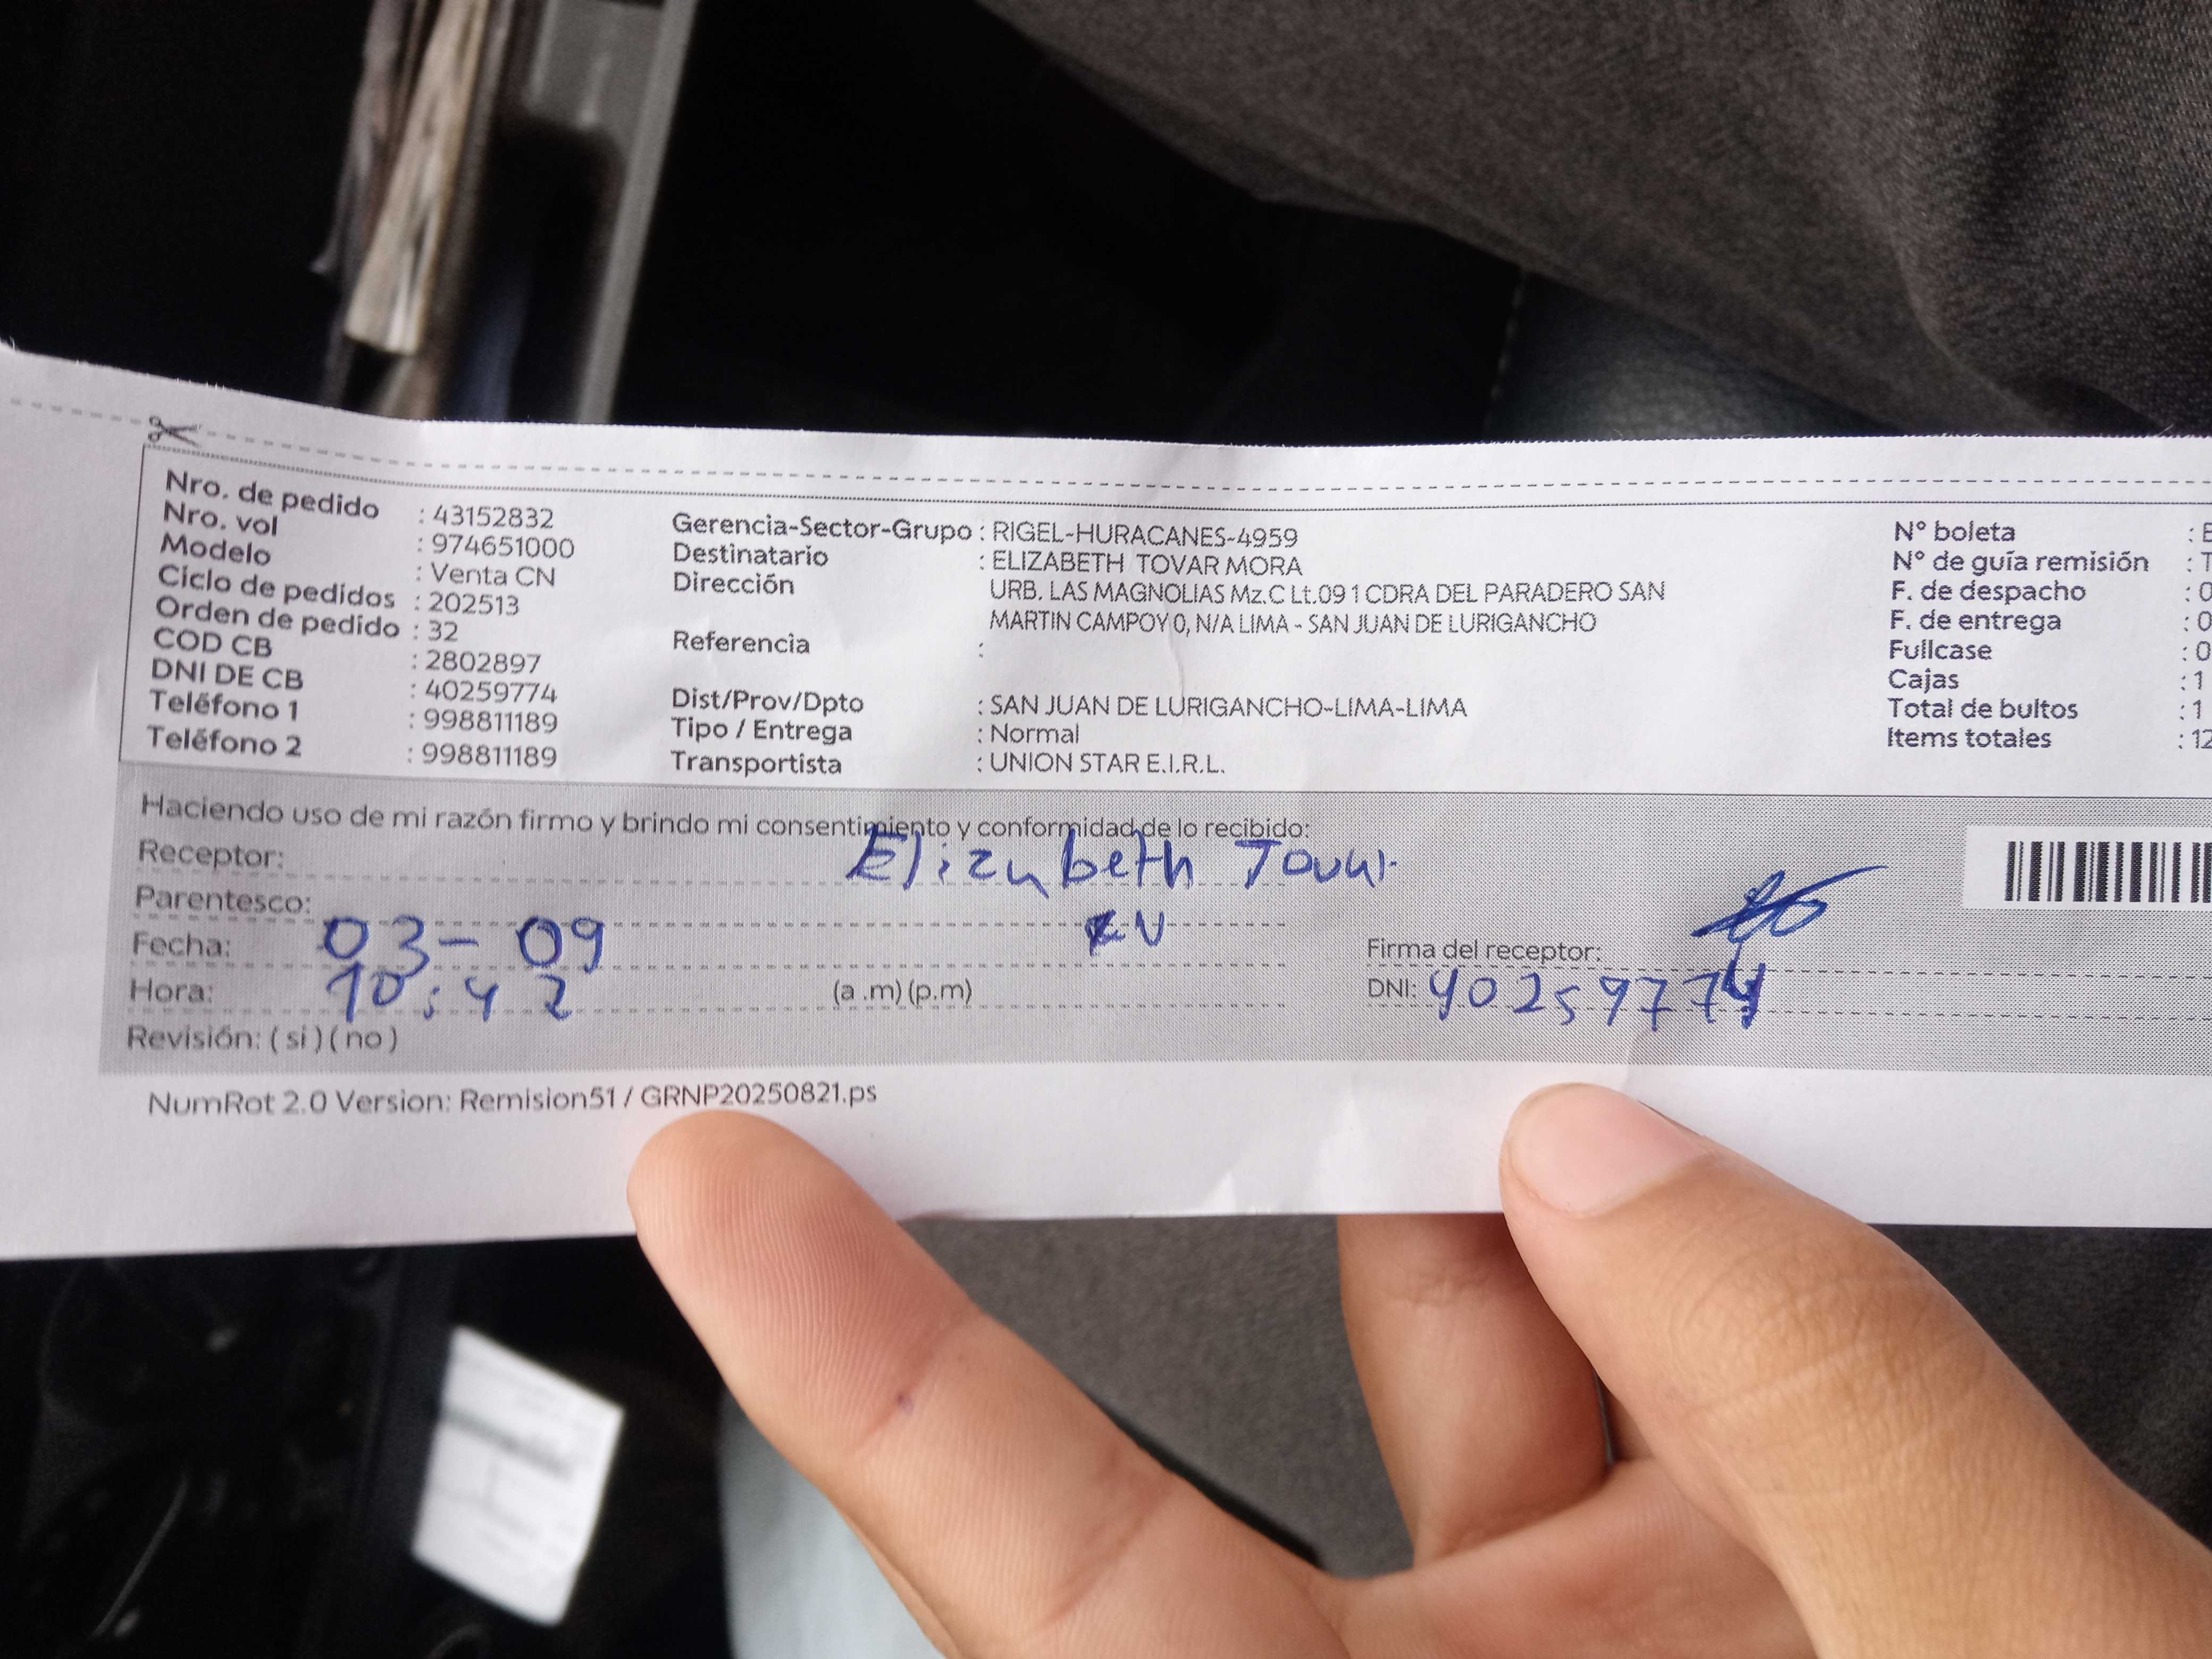 Nro. de pedido : 43152832
Nro. vol : 974651000
Modelo : Venta CN
Ciclo de pedidos : 202513
Orden de pedido : 32
COD CB : 2802897
DNI DE CB : 40259774
Teléfono 1 : 998811189
Teléfono 2 : 998811189
Gerencia-Sector-Grupo : RIGEL-HURACANES-4959
Destinatario : ELIZABETH TOVAR MORA
Dirección URB. LAS MAGNOLIAS Mz.C Lt.09 1 CDRA DEL PARADERO SAN
MARTIN CAMPOY 0, N/A LIMA - SAN JUAN DE LURIGANCHO
Referencia :
Dist/Prov/Dpto : SAN JUAN DE LURIGANCHO-LIMA-LIMA
Tipo / Entrega : Normal
Transportista : UNION STAR E.I.R.L.
N° boleta :
N° de guía remisión : T
F. de despacho : 0
F. de entrega : 0
Fullcase : 0
Cajas : 1
Total de bultos : 1
Items totales : 12
Haciendo uso de mi razón firmo y brindo mi consentimiento y conformidad de lo recibido:
Receptor: Elizabeth Tovar
Parentesco:
Fecha: 03-09
Hora: 10:42 (a .m) (p.m)
Revisión: ( si ) ( no )
Firma del receptor:
DNI: 40259774
NumRot 2.0 Version: Remision51 / GRNP20250821.ps